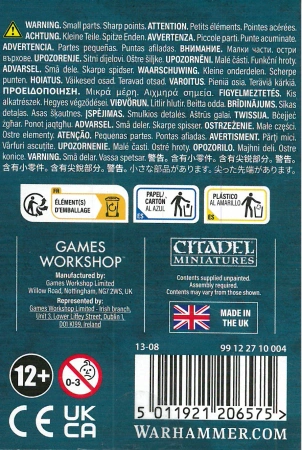 WARNING. Small parts. Sharp points. ATTENTION. Petits éléments. Pointes acérées.
ACHTUNG. Kleine Teile. Spitze Enden. AVVERTENZA. Piccole parti. Punte acuminate.
ADVERTENCIA. Partes pequeñas. Puntas afiladas. ВНИМАНИЕ. Малки части. остри
върхове. UPOZORENJE. Sitni dijelovi. Oštre šiljci. UPOZORNĚNÍ. Malé části. Funkční hroty.
ADVARSEL. Små dele. Skarpe spidser. WAARSCHUWING. Kleine onderdelen. Scherpe
punten. HOIATUS. Väikesed osad. Teravad otsad. VAROITUS. Pieniä osia. Teräviä kärkiä.
ΠΡΟΕΙΔΟΠΟΙΗΣΗ. Μικρά μέρη. Αιχμηρά σημεία. FIGYELMEZTETÉS. Kis
alkatrészek. Hegyes végződései. VIÐVÖRUN. Litlir hlutir. Beitta odda. BRĪDINĀJUMS. Sīkas
detaļas. Asas šķautnes. ĮSPĖJIMAS. Smulkios detalės. Aštrūs galai. TWISSIJA. Bċejjeċ
żgħar. Ponot jaqdgħu. ADVARSEL. Små deler. Skarpe spisser. OSTRZEŻENIE. Małe części.
Ostre elementy. ATENÇÃO. Pequenas partes. Pontas afiadas. AVERTISMENT. Părți mici.
Vârfuri ascuțite. UPOZORNENIE. Malé časti. Ostré hroty. OPOZORILO. Majhni deli. Ostre
konice. VARNING. Små delar. Vassa spetsar. 警告。含有小零件。含有尖锐部分。警告。
含有小零件。含有尖銳部分。警告。小さな部品があります。尖った先端があります。
FR
ÉLÉMENT(S)
D'EMBALLAGE
PAPEL/
CARTÓN
AL AZUL
ES
PLÁSTICO
AL AMARILLO
ES
GAMES
WORKSHOP
Manufactured by:
Games Workshop Limited
Willow Road, Nottingham, NG7 2WS, UK
Represented by:
Games Workshop Limited - Irish branch,
Unit 3, Lower Liffey Street, Dublin 1,
D01 K199, Ireland
CITADEL
MINIATURES
Contents supplied unpainted.
Assembly required.
Contents may vary from those shown.
MADE IN
THE UK
13-08
99 12 27 10 004
12+
0-3
CE
UK
CA
5 011921 206575 >
WARHAMMER.COM